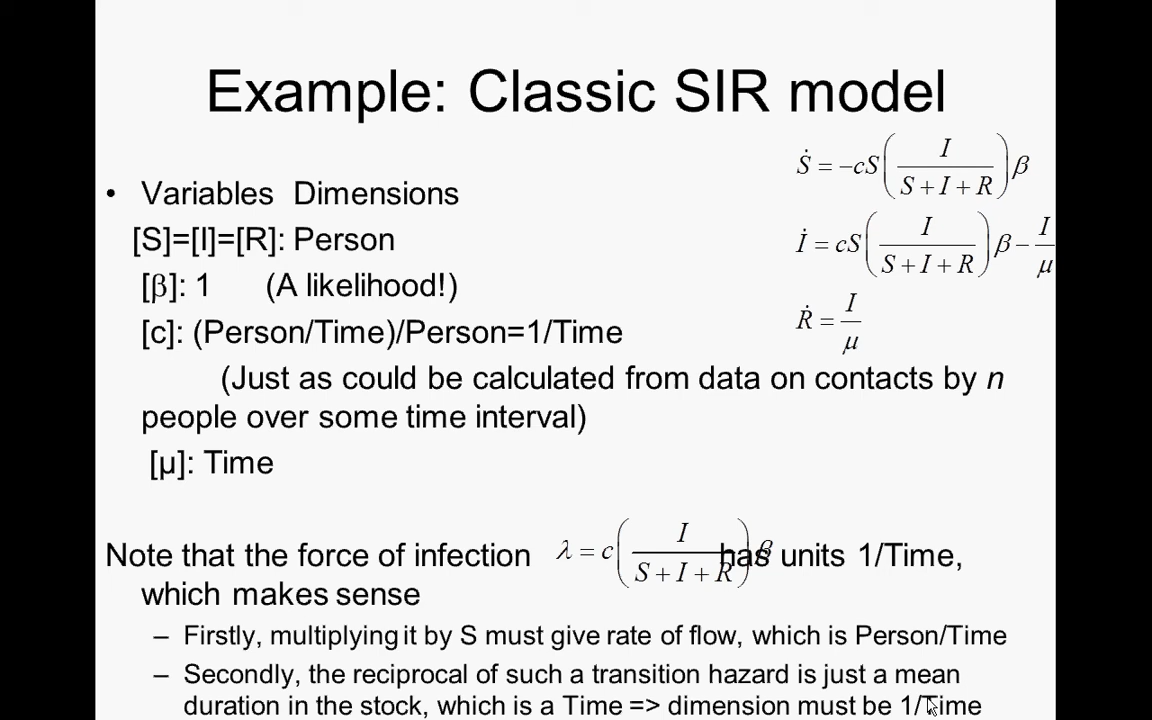 Example: Classic SIR model
Ṡ = −cS(I / (S + I + R))β
• Variables Dimensions
[S]=[I]=[R]: Person
İ = cS(I / (S + I + R))β − I/μ
[β]: 1 (A likelihood!)
Ṙ = I/μ
[c]: (Person/Time)/Person=1/Time
(Just as could be calculated from data on contacts by n
people over some time interval)
[μ]: Time
Note that the force of infection λ = c(I / (S + I + R))β has units 1/Time,
which makes sense
– Firstly, multiplying it by S must give rate of flow, which is Person/Time
– Secondly, the reciprocal of such a transition hazard is just a mean
duration in the stock, which is a Time => dimension must be 1/Time